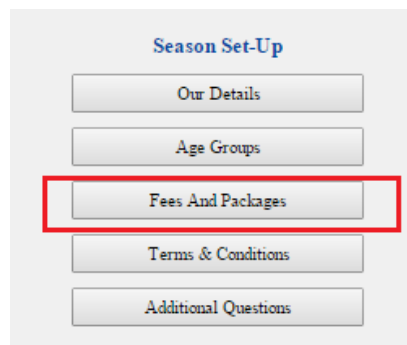 Season Set-Up
Our Details
Age Groups
Fees And Packages
Terms & Conditions
Additional Questions